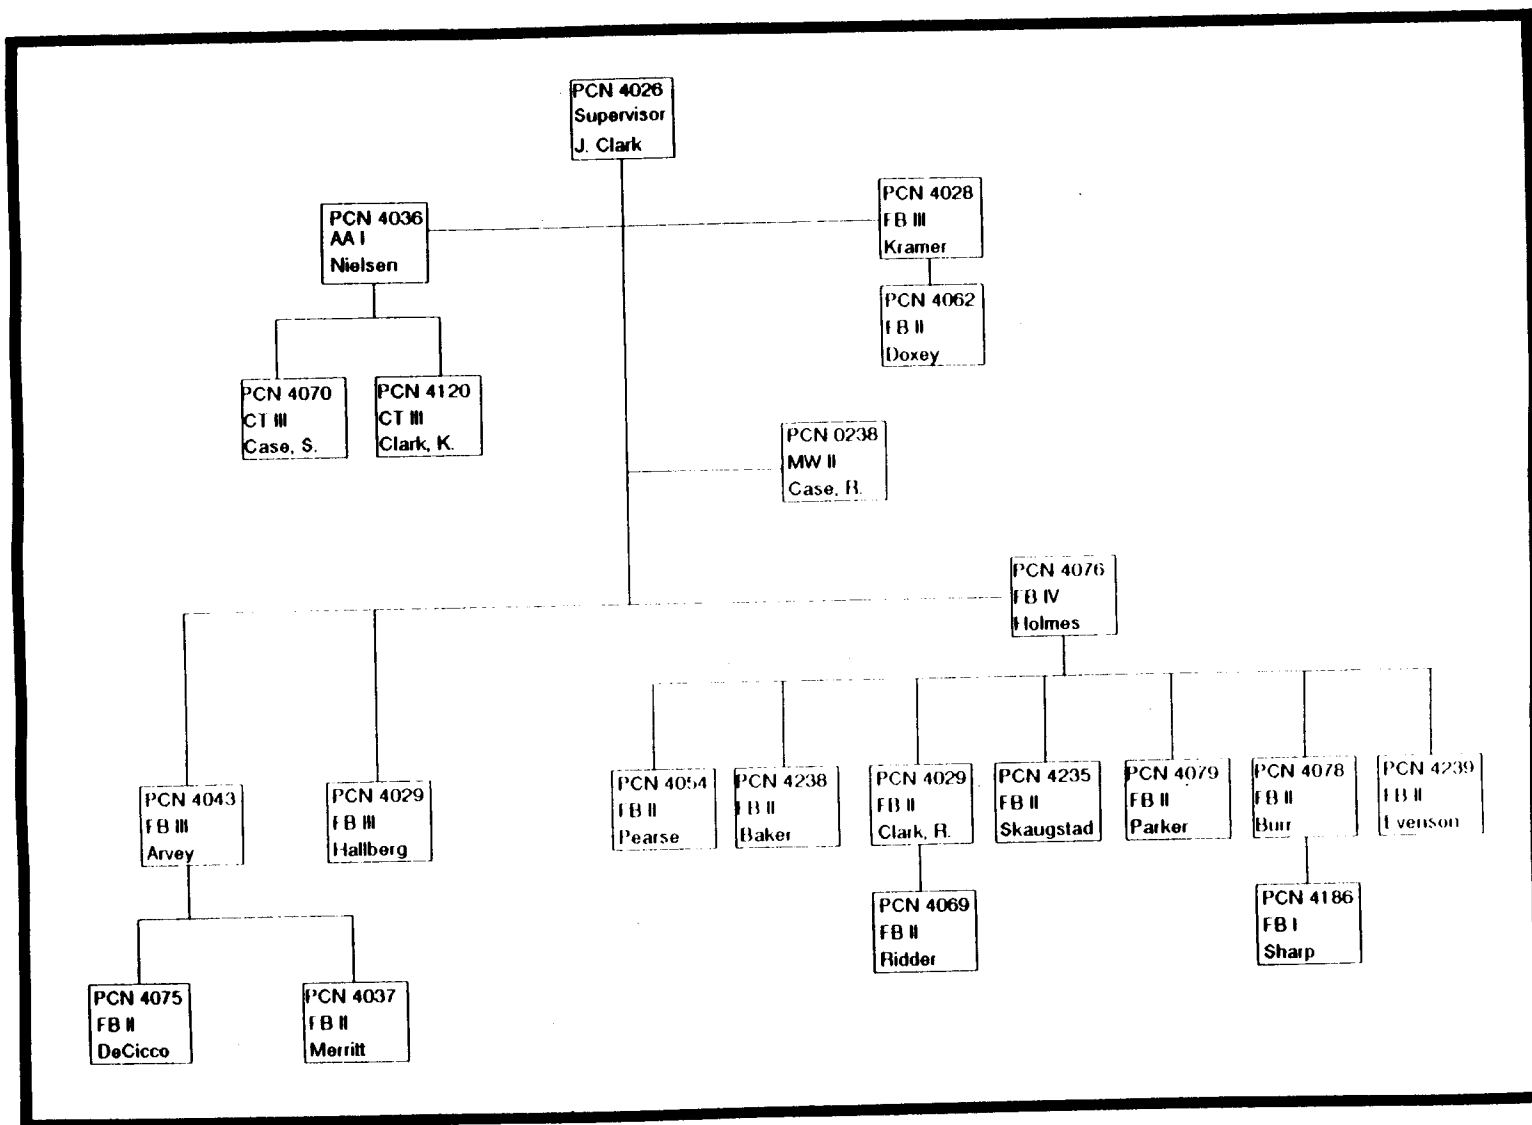 PCN 4026
Supervisor
J. Clark
PCN 4036
AA I
Nielsen
PCN 4028
FB III
Kramer
PCN 4062
FB II
Doxey
PCN 4070
CT III
Case, S.
PCN 4120
CT III
Clark, K.
PCN 0238
MW II
Case, R.
PCN 4076
FB IV
Holmes
PCN 4043
FB III
Arvey
PCN 4029
FB III
Hallberg
PCN 4054
FB II
Pearse
PCN 4238
FB II
Baker
PCN 4029
FB II
Clark, R.
PCN 4235
FB II
Skaugstad
PCN 4079
FB II
Parker
PCN 4078
FB II
Burr
PCN 4239
FB II
Evenson
PCN 4069
FB II
Ridder
PCN 4186
FB I
Sharp
PCN 4075
FB II
DeCicco
PCN 4037
FB II
Merritt